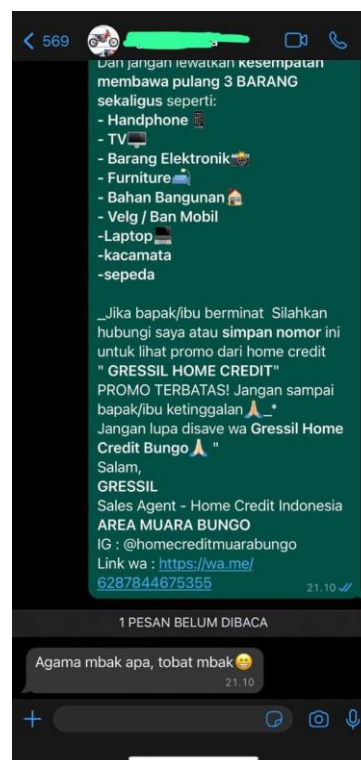 569
Dan jangan lewatkan kesempatan
membawa pulang 3 BARANG
sekaligus seperti:
- Handphone
- TV
- Barang Elektronik
- Furniture
- Bahan Bangunan
- Velg / Ban Mobil
-Laptop
-kacamata
-sepeda
_Jika bapak/ibu berminat Silahkan
hubungi saya atau simpan nomor ini
untuk lihat promo dari home credit
" GRESSIL HOME CREDIT"
PROMO TERBATAS! Jangan sampai
bapak/ibu ketinggalan🙏_*
Jangan lupa disave wa Gressil Home
Credit Bungo🙏 "
Salam,
GRESSIL
Sales Agent - Home Credit Indonesia
AREA MUARA BUNGO
IG : @homecreditmuarabungo
Link wa : https://wa.me/
6287844675355
21.10
1 PESAN BELUM DIBACA
Agama mbak apa, tobat mbak😁
21.10